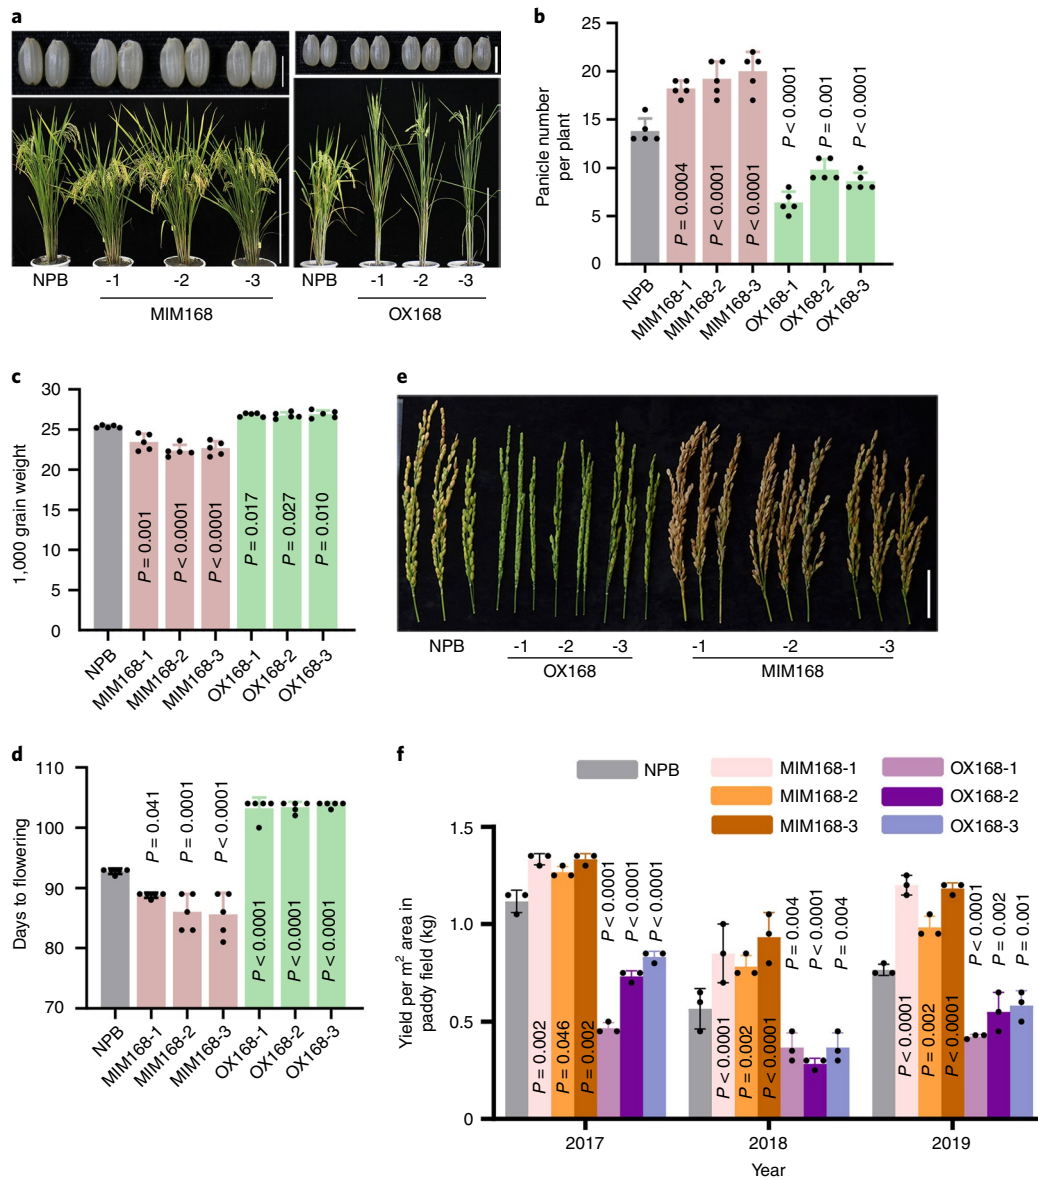 a
NPB
-1
-2
-3
MIM168
NPB
-1
-2
-3
OX168
b
25
20
15
10
5
0
Panicle number
per plant
P = 0.0004
P < 0.0001
P < 0.0001
P < 0.0001
P = 0.001
P < 0.0001
NPB
MIM168-1
MIM168-2
MIM168-3
OX168-1
OX168-2
OX168-3
c
30
25
20
15
10
5
0
1,000 grain weight
P = 0.001
P < 0.0001
P < 0.0001
P = 0.017
P = 0.027
P = 0.010
NPB
MIM168-1
MIM168-2
MIM168-3
OX168-1
OX168-2
OX168-3
e
NPB
-1
-2
-3
OX168
-1
-2
-3
MIM168
d
110
100
90
80
70
Days to flowering
P = 0.041
P = 0.0001
P < 0.0001
P < 0.0001
P < 0.0001
P < 0.0001
NPB
MIM168-1
MIM168-2
MIM168-3
OX168-1
OX168-2
OX168-3
f
NPB
MIM168-1
MIM168-2
MIM168-3
OX168-1
OX168-2
OX168-3
1.5
1.0
0.5
0
Yield per m² area in
paddy field (kg)
P = 0.002
P = 0.046
P = 0.002
P < 0.0001
P < 0.0001
P < 0.0001
P < 0.0001
P = 0.002
P < 0.0001
P = 0.004
P < 0.0001
P = 0.004
P < 0.0001
P = 0.002
P < 0.0001
P < 0.0001
P = 0.002
P = 0.001
2017
2018
2019
Year